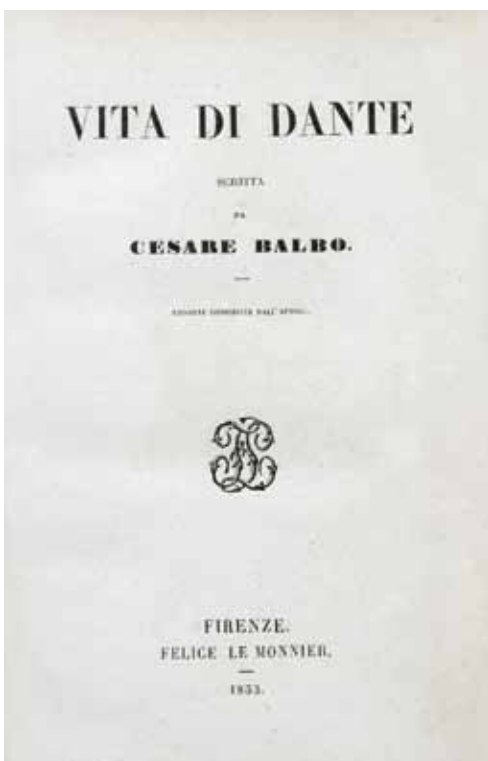 VITA DI DANTE
SCRITTA
DA
CESARE BALBO.
FIRENZE.
FELICE LE MONNIER.
1853.